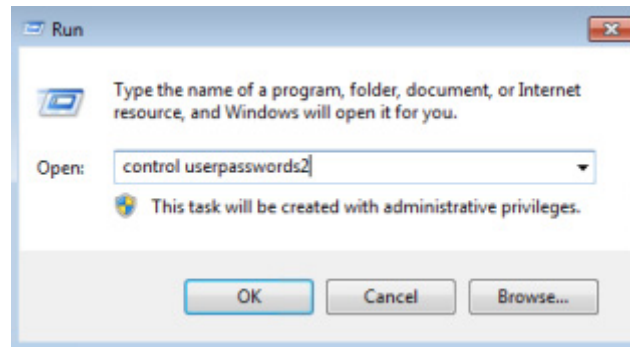 Run
Type the name of a program, folder, document, or Internet
resource, and Windows will open it for you.
Open: control userpasswords2
This task will be created with administrative privileges.
OK Cancel Browse...